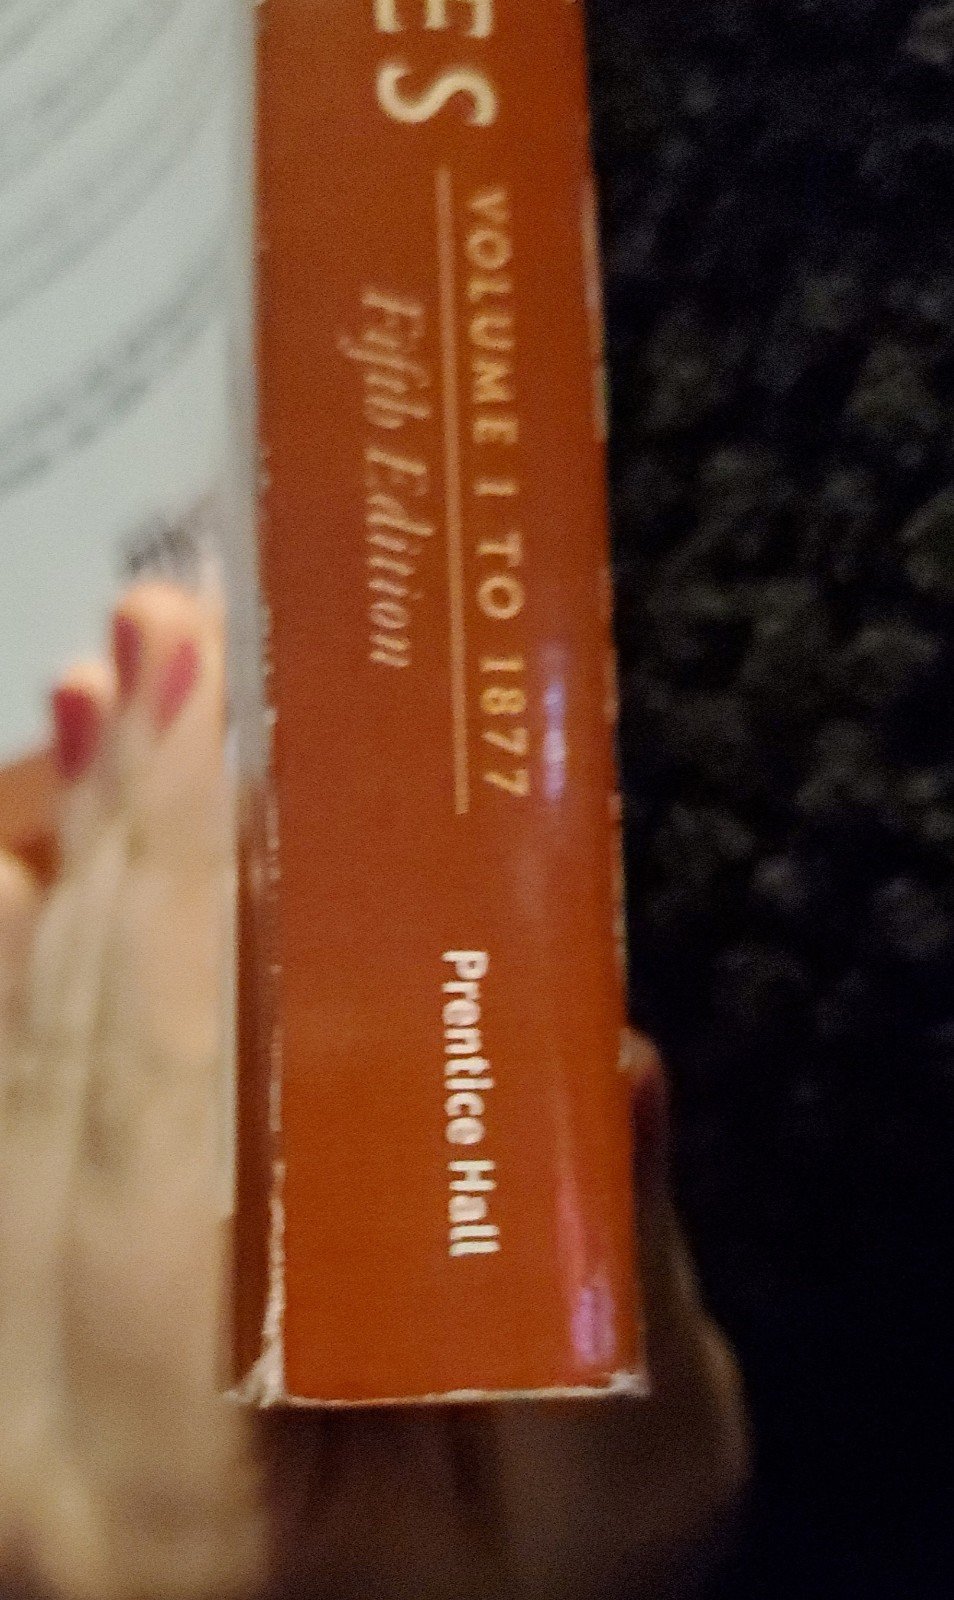 ES
VOLUME I TO 1877
Fifth Edition
Prentice Hall